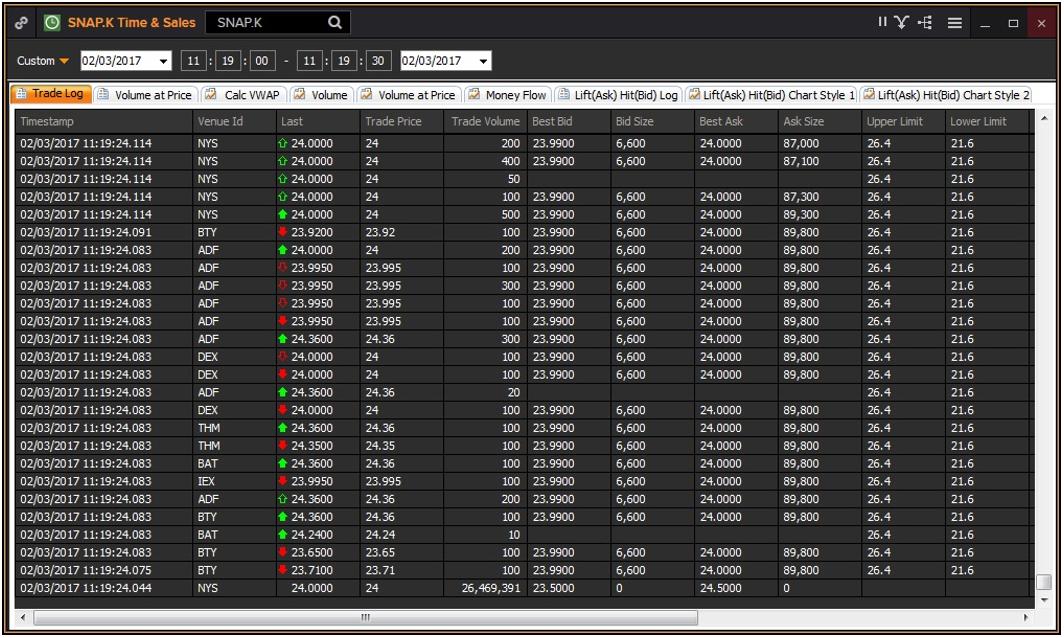 SNAP.K Time & Sales SNAP.K
Custom 02/03/2017 11 : 19 : 00 - 11 : 19 : 30 02/03/2017
Trade Log Volume at Price Calc VWAP Volume Volume at Price Money Flow Lift(Ask) Hit(Bid) Log Lift(Ask) Hit(Bid) Chart Style 1 Lift(Ask) Hit(Bid) Chart Style 2
Timestamp Venue Id Last Trade Price Trade Volume Best Bid Bid Size Best Ask Ask Size Upper Limit Lower Limit
02/03/2017 11:19:24.114 NYS 24.0000 24 200 23.9900 6,600 24.0000 87,000 26.4 21.6
02/03/2017 11:19:24.114 NYS 24.0000 24 400 23.9900 6,600 24.0000 87,100 26.4 21.6
02/03/2017 11:19:24.114 NYS 24.0000 24 50 26.4 21.6
02/03/2017 11:19:24.114 NYS 24.0000 24 100 23.9900 6,600 24.0000 87,300 26.4 21.6
02/03/2017 11:19:24.114 NYS 24.0000 24 500 23.9900 6,600 24.0000 89,300 26.4 21.6
02/03/2017 11:19:24.091 BTY 23.9200 23.92 100 23.9900 6,600 24.0000 89,800 26.4 21.6
02/03/2017 11:19:24.083 ADF 24.0000 24 200 23.9900 6,600 24.0000 89,800 26.4 21.6
02/03/2017 11:19:24.083 ADF 23.9950 23.995 100 23.9900 6,600 24.0000 89,800 26.4 21.6
02/03/2017 11:19:24.083 ADF 23.9950 23.995 300 23.9900 6,600 24.0000 89,800 26.4 21.6
02/03/2017 11:19:24.083 ADF 23.9950 23.995 100 23.9900 6,600 24.0000 89,800 26.4 21.6
02/03/2017 11:19:24.083 ADF 23.9950 23.995 100 23.9900 6,600 24.0000 89,800 26.4 21.6
02/03/2017 11:19:24.083 ADF 24.3600 24.36 300 23.9900 6,600 24.0000 89,800 26.4 21.6
02/03/2017 11:19:24.083 DEX 24.0000 24 100 23.9900 6,600 24.0000 89,800 26.4 21.6
02/03/2017 11:19:24.083 DEX 24.0000 24 100 23.9900 6,600 24.0000 89,800 26.4 21.6
02/03/2017 11:19:24.083 ADF 24.3600 24.36 20 26.4 21.6
02/03/2017 11:19:24.083 DEX 24.0000 24 100 23.9900 6,600 24.0000 89,800 26.4 21.6
02/03/2017 11:19:24.083 THM 24.3600 24.36 100 23.9900 6,600 24.0000 89,800 26.4 21.6
02/03/2017 11:19:24.083 THM 24.3500 24.35 100 23.9900 6,600 24.0000 89,800 26.4 21.6
02/03/2017 11:19:24.083 BAT 24.3600 24.36 100 23.9900 6,600 24.0000 89,800 26.4 21.6
02/03/2017 11:19:24.083 IEX 23.9950 23.995 100 23.9900 6,600 24.0000 89,800 26.4 21.6
02/03/2017 11:19:24.083 ADF 24.3600 24.36 200 23.9900 6,600 24.0000 89,800 26.4 21.6
02/03/2017 11:19:24.083 BTY 24.3600 24.36 100 23.9900 6,600 24.0000 89,800 26.4 21.6
02/03/2017 11:19:24.083 BAT 24.2400 24.24 10 26.4 21.6
02/03/2017 11:19:24.083 BTY 23.6500 23.65 100 23.9900 6,600 24.0000 89,800 26.4 21.6
02/03/2017 11:19:24.075 BTY 23.7100 23.71 100 23.9900 6,600 24.0000 89,800 26.4 21.6
02/03/2017 11:19:24.044 NYS 24.0000 24 26,469,391 23.5000 0 24.5000 0